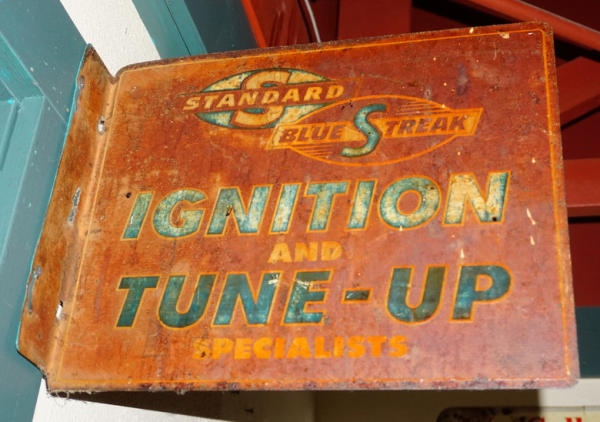 STANDARD
BLUE STREAK
IGNITION
AND
TUNE-UP
SPECIALISTS